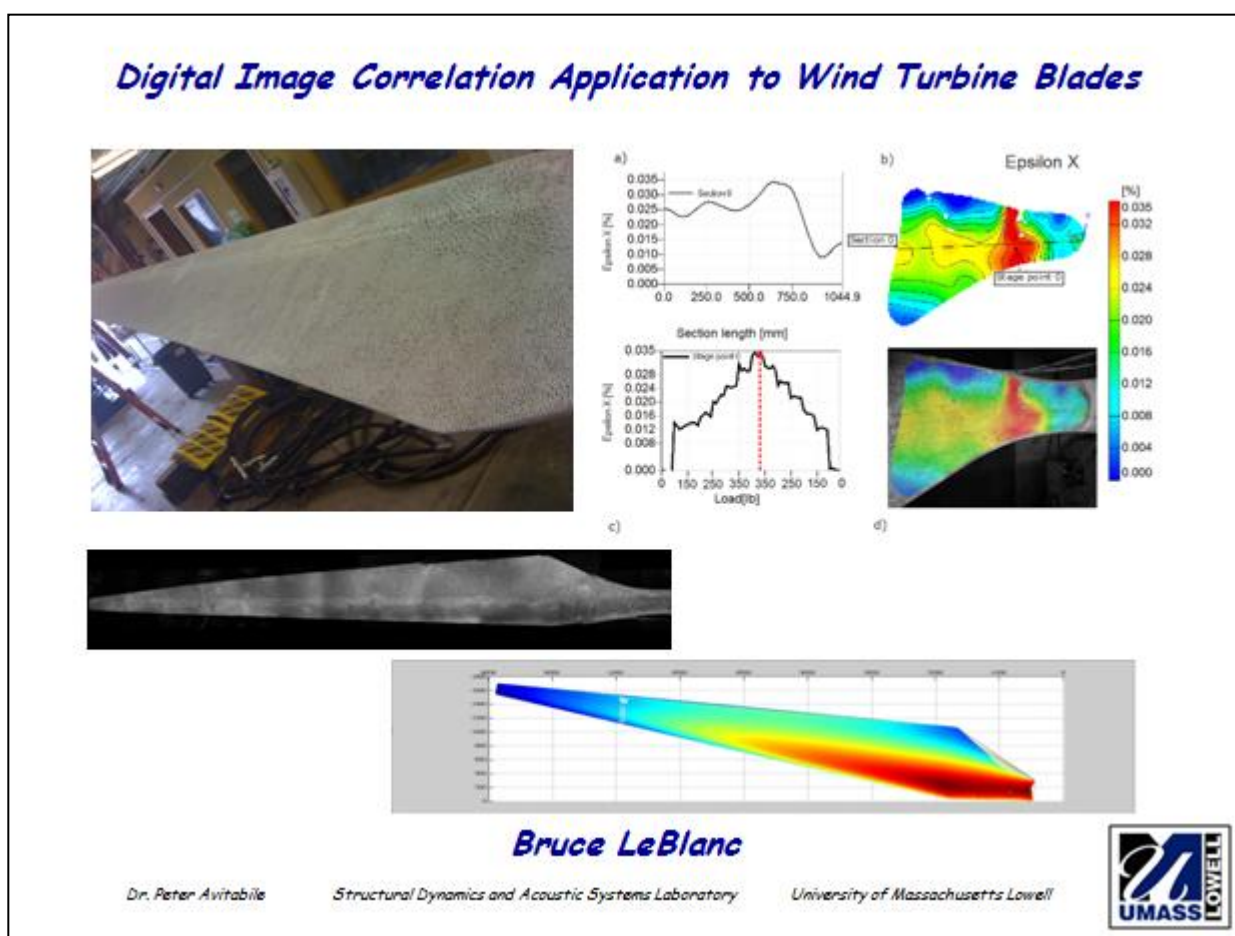 Digital Image Correlation Application to Wind Turbine Blades
a)
0.035
0.030
0.025
0.020
0.015
0.010
0.005
0.000
Epsilon X [%]
Section 0
0.0 250.0 500.0 750.0 1044.9
Section length [mm]
b)
Epsilon X
[%]
0.035
0.032
0.028
0.024
0.020
0.016
0.012
0.008
0.004
0.000
Section 0
Stage point 0
0.035
0.028
0.024
0.020
0.016
0.012
0.000
Epsilon X [%]
Stage point
0 150 250 350 350 250 150 0
Load[lb]
c)
d)
Bruce LeBlanc
Dr. Peter Avitabile Structural Dynamics and Acoustic Systems Laboratory University of Massachusetts Lowell
UMASS
LOWELL